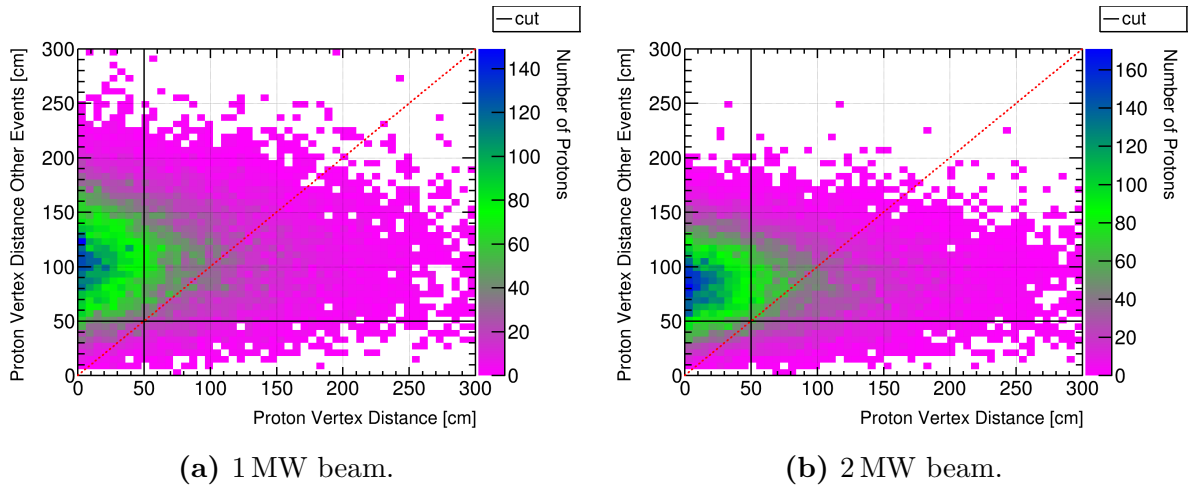 cut
300
250
200
150
100
50
0
0 50 100 150 200 250 300
Proton Vertex Distance [cm]
Proton Vertex Distance Other Events [cm]
140
120
100
80
60
40
20
0
Number of Protons
(a) 1 MW beam.
cut
300
250
200
150
100
50
0
0 50 100 150 200 250 300
Proton Vertex Distance [cm]
Proton Vertex Distance Other Events [cm]
160
140
120
100
80
60
40
20
0
Number of Protons
(b) 2 MW beam.